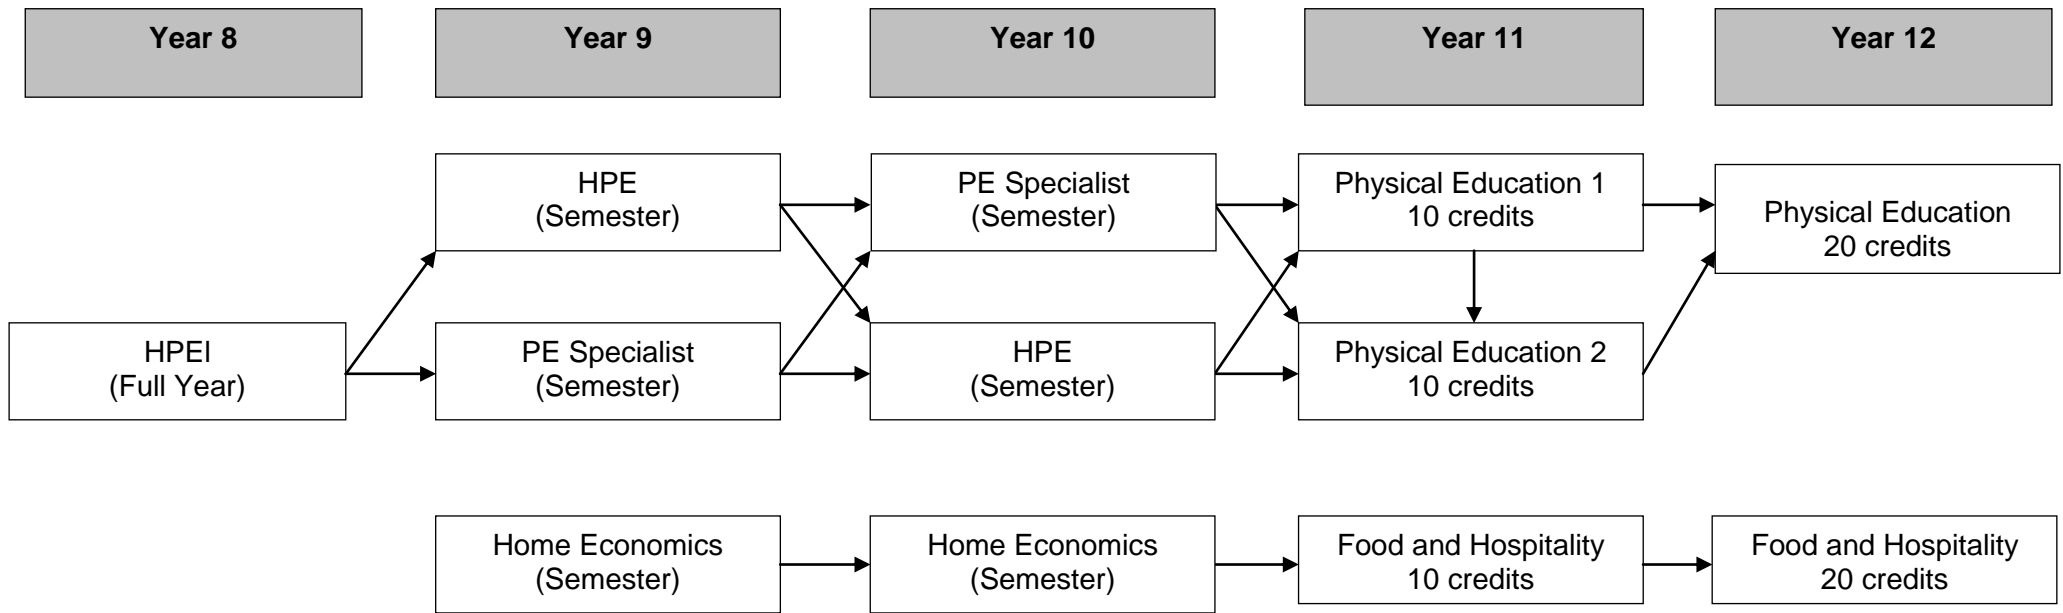 Year 8
Year 9
Year 10
Year 11
Year 12
HPE
(Semester)
PE Specialist
(Semester)
Physical Education 1
10 credits
Physical Education
20 credits
HPEI
(Full Year)
PE Specialist
(Semester)
HPE
(Semester)
Physical Education 2
10 credits
Home Economics
(Semester)
Home Economics
(Semester)
Food and Hospitality
10 credits
Food and Hospitality
20 credits